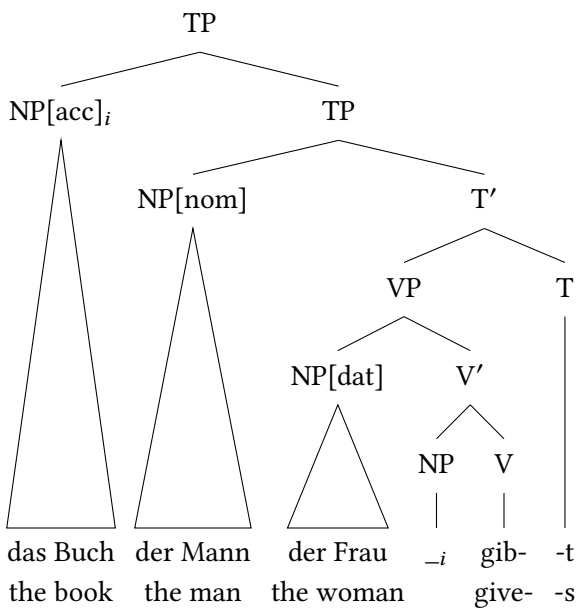 TP
NP[acc]i TP
NP[nom] T′
VP T
NP[dat] V′
NP V
das Buch der Mann der Frau _i gib- -t
the book the man the woman give- -s